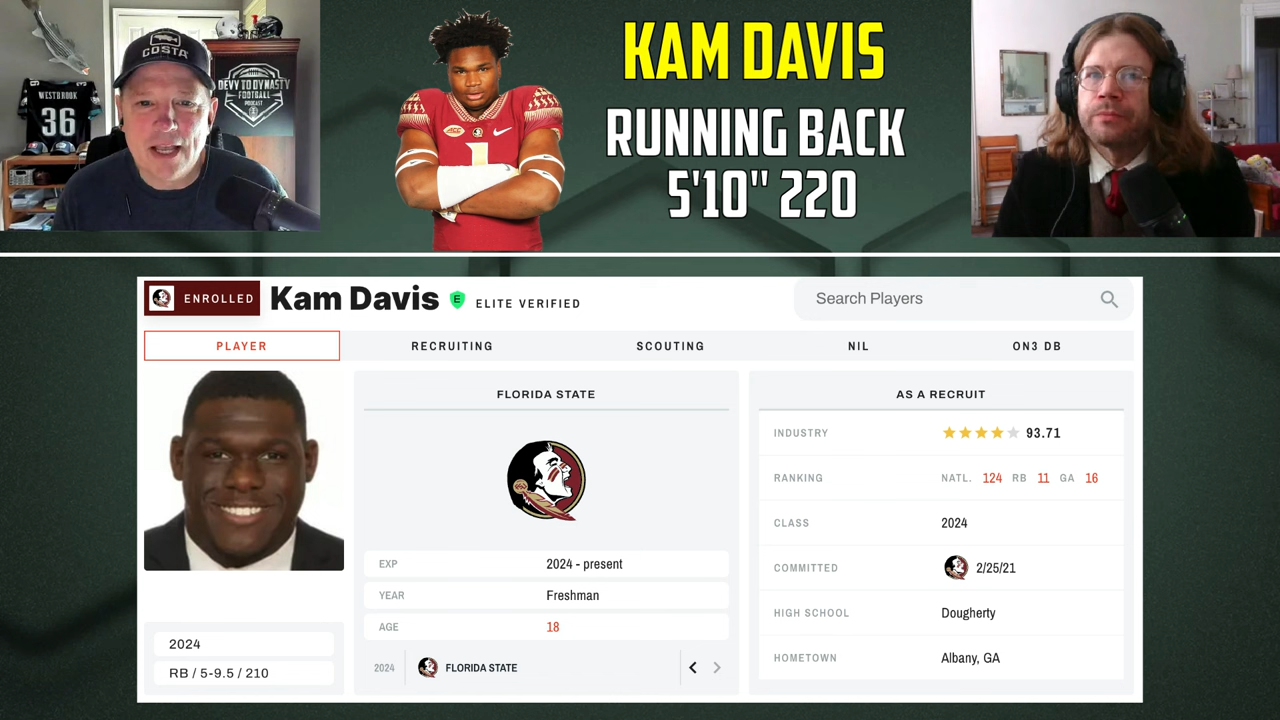 COSTA
WESTBROOK
36
DEVY TO DYNASTY
FOOTBALL
PODCAST
ACC
1
KAM DAVIS
RUNNING BACK
5'10" 220
ENROLLED
Kam Davis
E
ELITE VERIFIED
Search Players
PLAYER
RECRUITING
SCOUTING
NIL
ON3 DB
FLORIDA STATE
EXP 2024 - present
YEAR Freshman
AGE 18
2024 FLORIDA STATE
2024
RB / 5-9.5 / 210
AS A RECRUIT
INDUSTRY 93.71
RANKING NATL. 124 RB 11 GA 16
CLASS 2024
COMMITTED 2/25/21
HIGH SCHOOL Dougherty
HOMETOWN Albany, GA